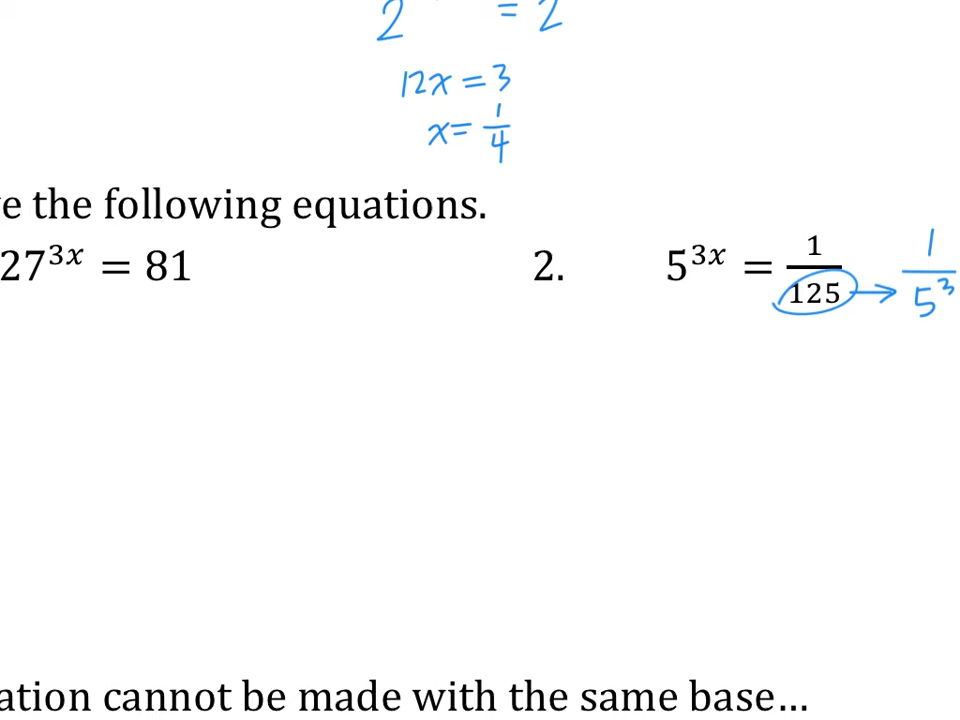 2 = 2
12x = 3
x = 1/4
e the following equations.
27^{3x} = 81
2. 5^{3x} = 1/125 → 1/5^3
ation cannot be made with the same base…